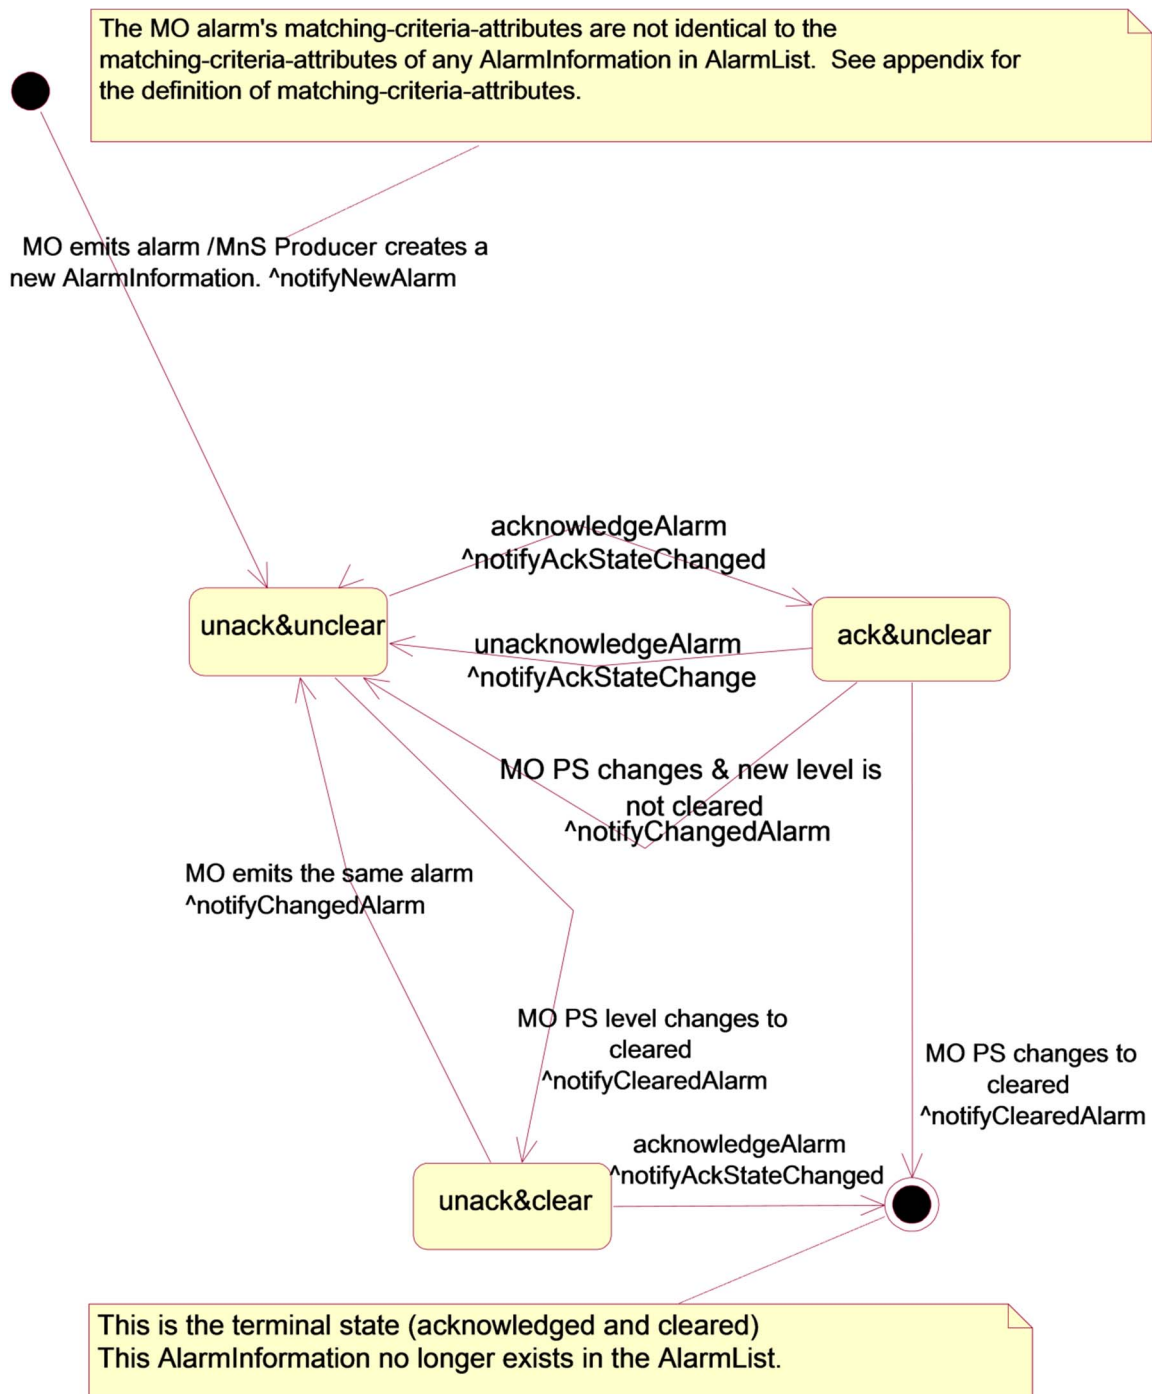 The MO alarm's matching-criteria-attributes are not identical to the
matching-criteria-attributes of any AlarmInformation in AlarmList.  See appendix for
the definition of matching-criteria-attributes.
MO emits alarm /MnS Producer creates a
new AlarmInformation. ^notifyNewAlarm
acknowledgeAlarm
^notifyAckStateChanged
unack&unclear
ack&unclear
unacknowledgeAlarm
^notifyAckStateChange
MO PS changes & new level is
not cleared
^notifyChangedAlarm
MO emits the same alarm
^notifyChangedAlarm
MO PS level changes to
cleared
^notifyClearedAlarm
MO PS changes to
cleared
^notifyClearedAlarm
acknowledgeAlarm
^notifyAckStateChanged
unack&clear
This is the terminal state (acknowledged and cleared)
This AlarmInformation no longer exists in the AlarmList.